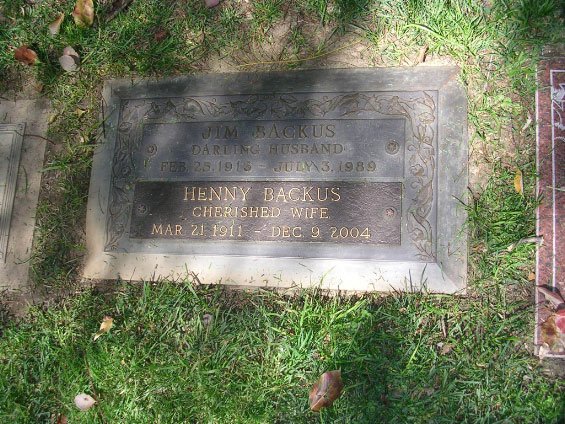 JIM BACKUS
DARLING HUSBAND
FEB. 25, 1913 - JULY 3, 1989
HENNY BACKUS
CHERISHED WIFE
MAR. 21, 1911 - DEC. 9, 2004